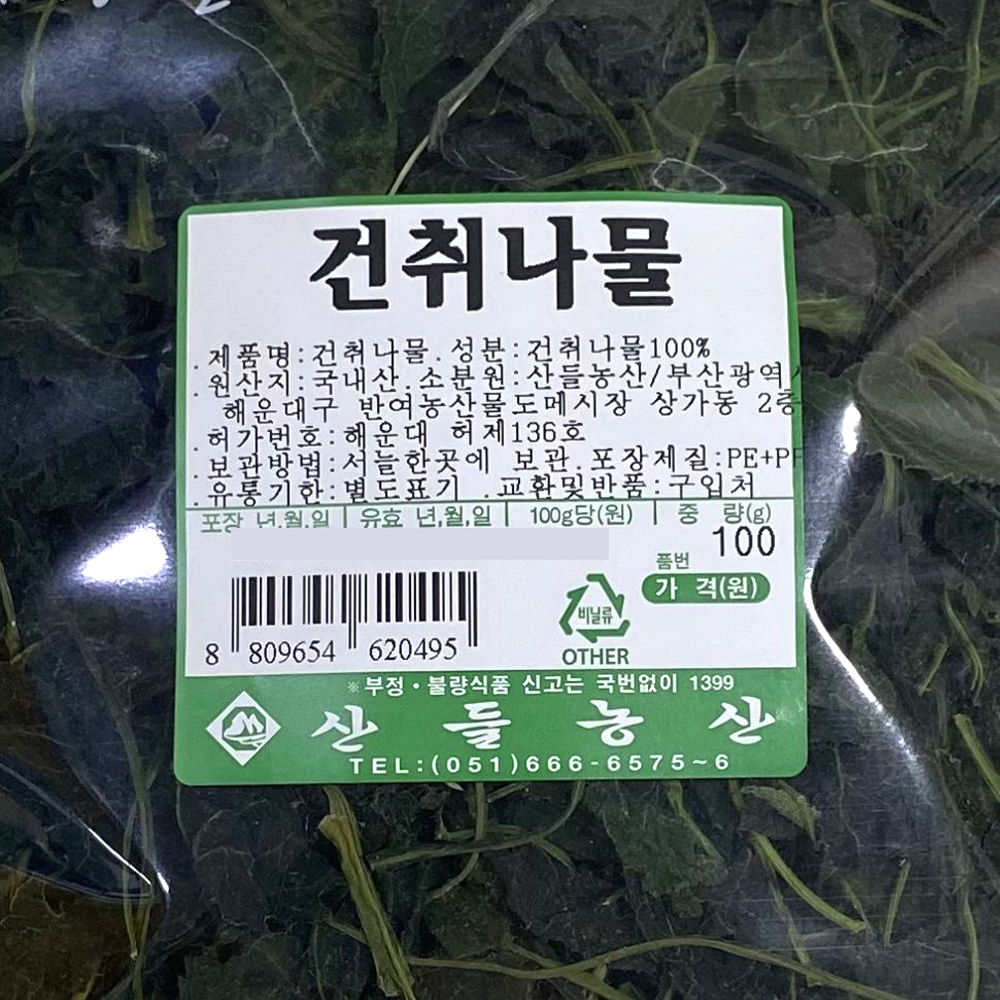 건취나물
.제품명:건취나물.성분:건취나물100%
.원산지:국내산.소분원:산들농산/부산광역
해운대구 반여농산물도메시장 상가동 2층
.허가번호:해운대 허제136호
.보관방법:서늘한곳에 보관.포장제질:PE+PP
.유통기한:별도표기 .교환및반품:구입처
포장 년,월,일 | 유효 년,월,일 | 100g당(원) | 중 량(g)
100
품번
가 격(원)
비닐류
OTHER
8 809654 620495
※부정·불량식품 신고는 국번없이 1399
산들농산
TEL:(051)666-6575~6